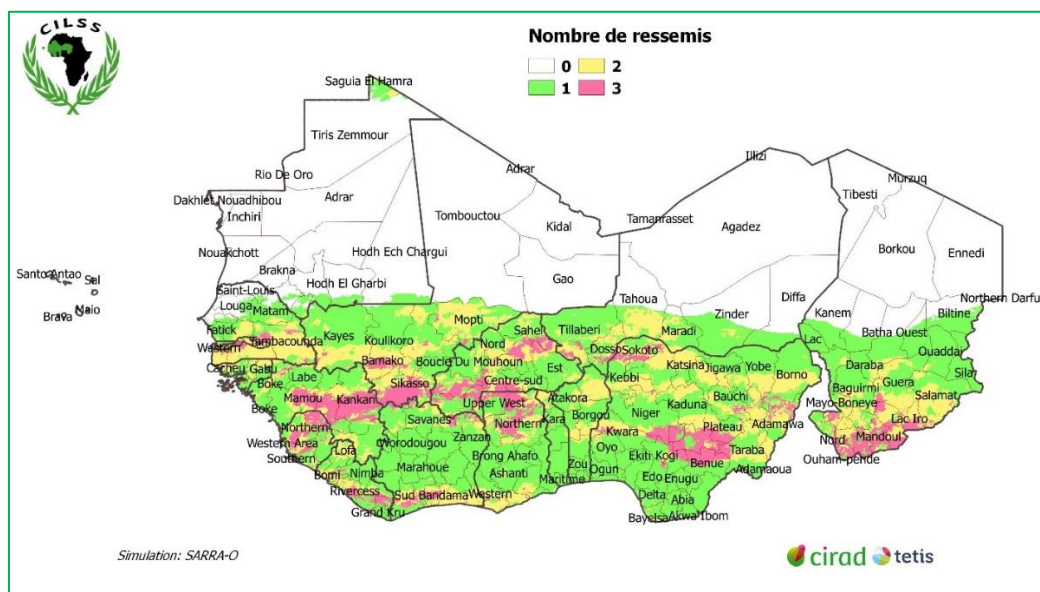 CILSS
Nombre de ressemis
0 2
1 3
Saguia El Hamra
Tiris Zemmour
Rio De Oro
Adrar
Adrar
Illizi
Murzuq
Dakhlet Nouadhibou
Inchiri
Tibesti
Tombouctou
Kidal
Tamanrasset
Agadez
Nouakchott
Hodh Ech Chargui
Borkou
Ennedi
Brakna
Gao
Santo Antao
Sal
Hodh El Gharbi
Saint-Louis
Louga
Matam
Tahoua
Diffa
Zinder
Kanem
Northern Darfu
Brava
Maio
Biltine
Batha Ouest
Mopti
Fatick
Kayes
Koulikoro
Sahel
Tillaberi
Maradi
Lac
Ouaddai
Western
Tambacounda
Nord
Dosso
Sokoto
Bamako
Boucle Du Mouhoun
Est
Katsina
Jigawa
Yobe
Borno
Daraba
Sila
Cacheu
Gabu
Labe
Sikasso
Centre-sud
Kebbi
Baguirmi
Guera
Boke
Mamou
Kankan
Upper West
Atakora
Borgou
Kaduna
Bauchi
Mayo-Boneye
Salamat
Boke
Savanes
Northern
Kara
Niger
Plateau
Adamawa
Lac Iro
Northern
Western Area
Worodougou
Zanzan
Kwara
Nord
Mandoul
Southern
Lofa
Brong Ahafo
Oyo
Ekiti
Kogi
Benue
Taraba
Ouham-pende
Bomi
Nimba
Marahoue
Ashanti
Zou
Ogun
Edo
Enugu
Adamaoua
Rivercess
Sud Bandama
Western
Maritime
Delta
Abia
Grand Kru
Bayelsa
Akwa Ibom
Simulation: SARRA-O
cirad
tetis